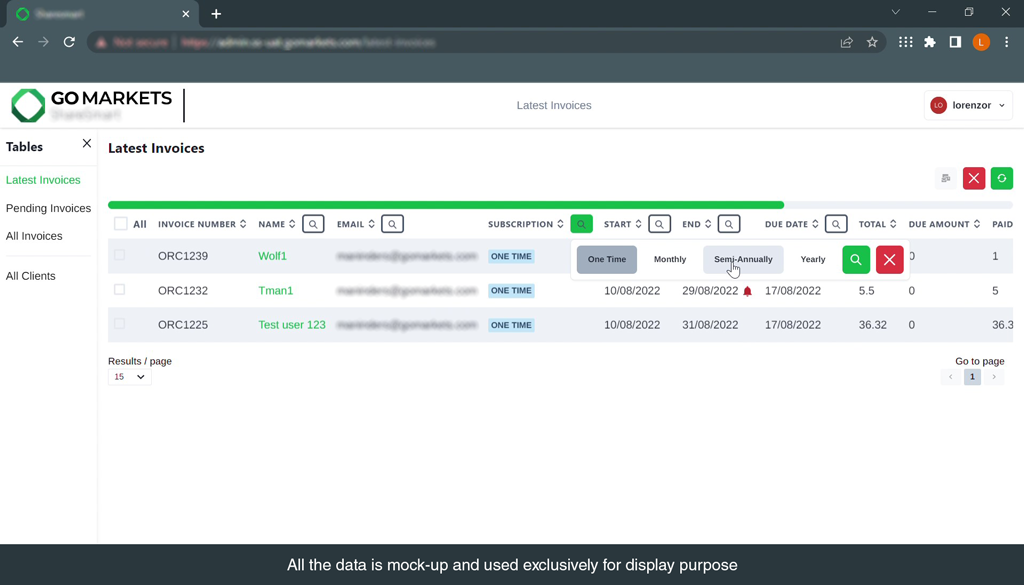 L
GO MARKETS
Latest Invoices
LO lorenzor
Tables
Latest Invoices
Pending Invoices
All Invoices
All Clients
Latest Invoices
All INVOICE NUMBER NAME EMAIL SUBSCRIPTION START END DUE DATE TOTAL DUE AMOUNT PAID
ORC1239 Wolf1 ONE TIME 0 1
One Time Monthly Semi-Annually Yearly
ORC1232 Tman1 ONE TIME 10/08/2022 29/08/2022 17/08/2022 5.5 0 5
ORC1225 Test user 123 ONE TIME 10/08/2022 31/08/2022 17/08/2022 36.32 0 36.3
Results / page
15
Go to page
1
All the data is mock-up and used exclusively for display purpose